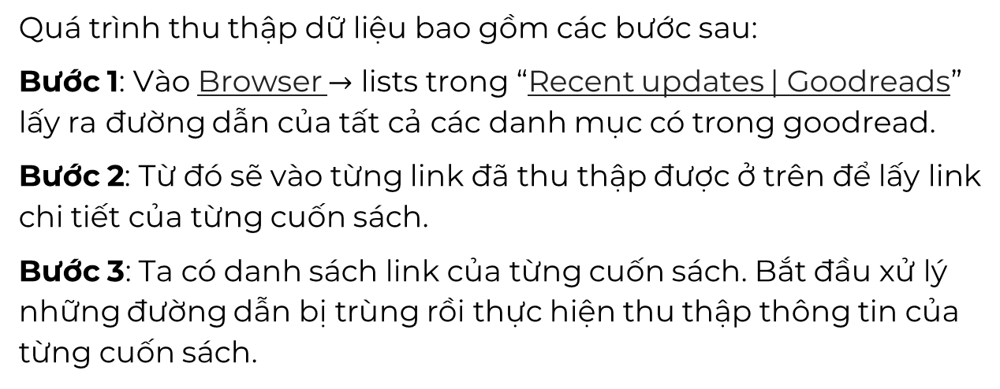 Quá trình thu thập dữ liệu bao gồm các bước sau:
Bước 1: Vào Browser → lists trong “Recent updates | Goodreads”
lấy ra đường dẫn của tất cả các danh mục có trong goodread.
Bước 2: Từ đó sẽ vào từng link đã thu thập được ở trên để lấy link
chi tiết của từng cuốn sách.
Bước 3: Ta có danh sách link của từng cuốn sách. Bắt đầu xử lý
những đường dẫn bị trùng rồi thực hiện thu thập thông tin của
từng cuốn sách.